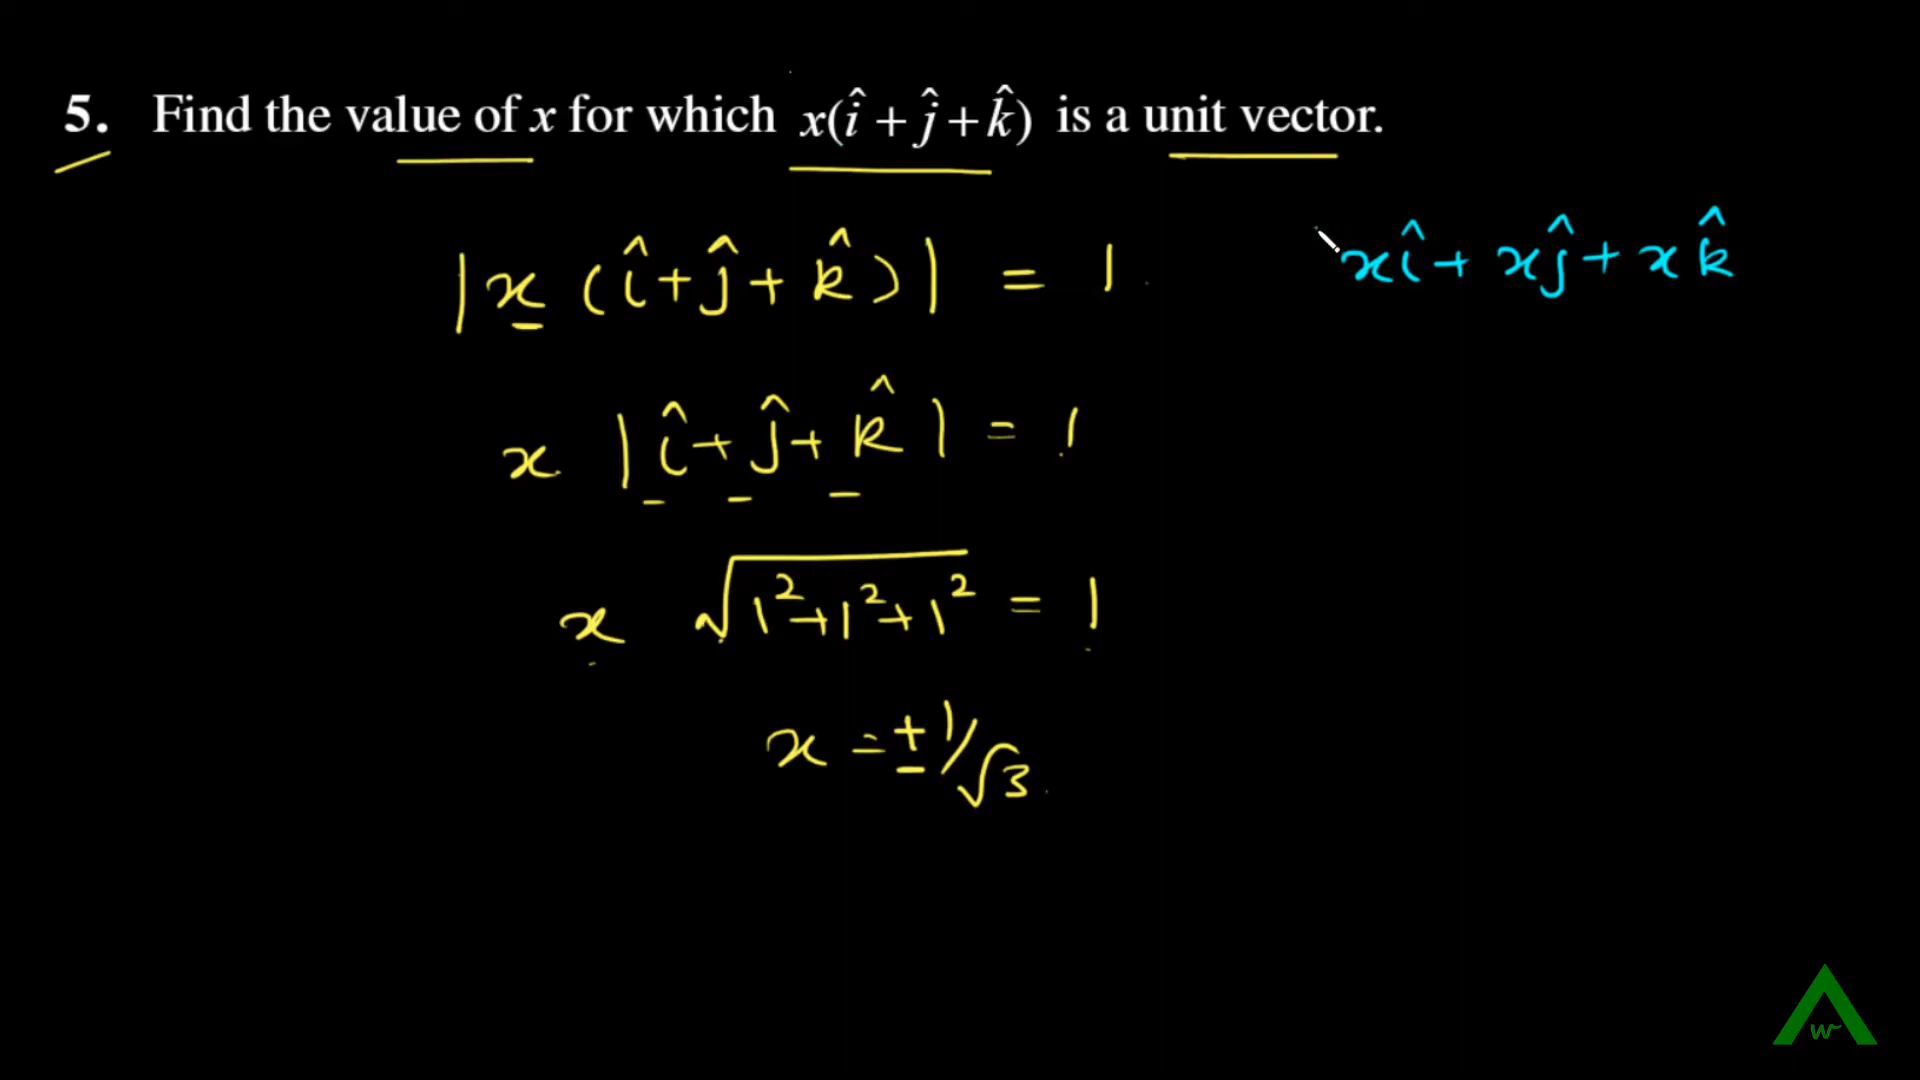 5. Find the value of x for which x(î + ĵ + k̂) is a unit vector.
|x (î + ĵ + k̂)| = 1
xî + xĵ + xk̂
x |î + ĵ + k̂| = 1
x √1²+1²+1² = 1
x = ± 1/√3
w